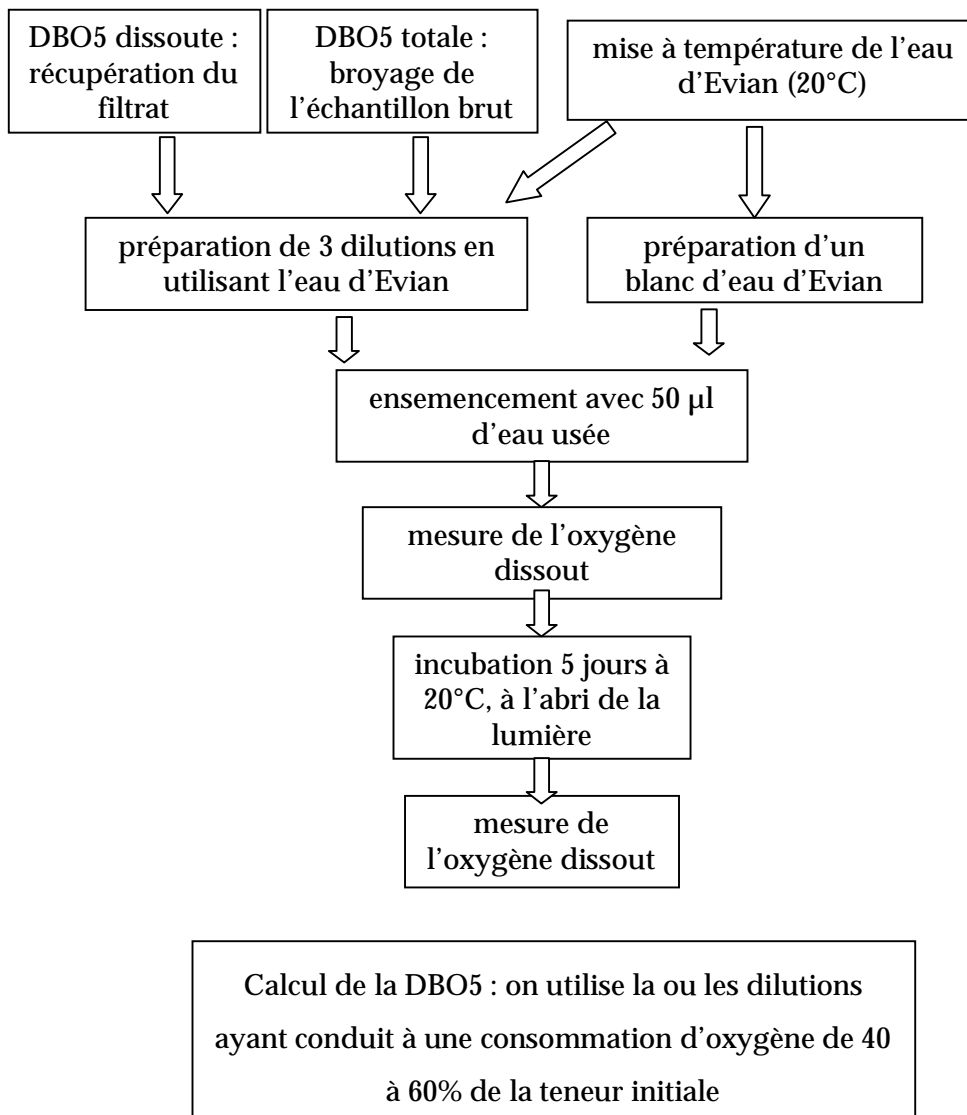 DBO5 dissoute :
récupération du
filtrat
DBO5 totale :
broyage de
l’échantillon brut
mise à température de l’eau
d’Evian (20°C)
préparation de 3 dilutions en
utilisant l’eau d’Evian
préparation d’un
blanc d’eau d’Evian
ensemencement avec 50 µl
d’eau usée
mesure de l’oxygène
dissout
incubation 5 jours à
20°C, à l’abri de la
lumière
mesure de
l’oxygène dissout
Calcul de la DBO5 : on utilise la ou les dilutions
ayant conduit à une consommation d’oxygène de 40
à 60% de la teneur initiale